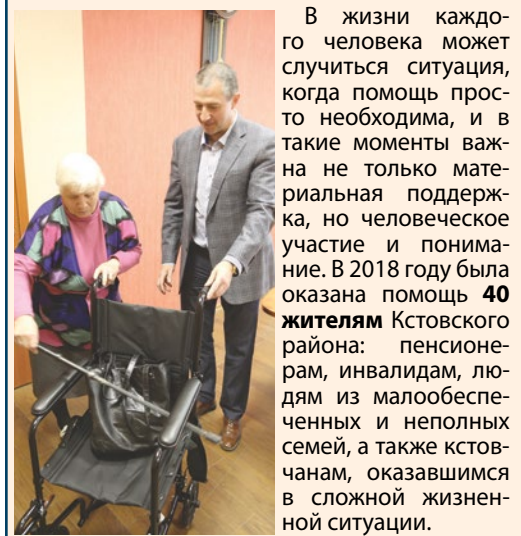 В жизни каждо-
го человека может
случиться ситуация,
когда помощь прос-
то необходима, и в
такие моменты важ-
на не только мате-
риальная поддерж-
ка, но человеческое
участие и понима-
ние. В 2018 году была
оказана помощь 40
жителям Кстовского
района: пенсионе-
рам, инвалидам, лю-
дям из малообеспе-
ченных и неполных
семей, а также кстов-
чанам, оказавшимся
в сложной жизнен-
ной ситуации.